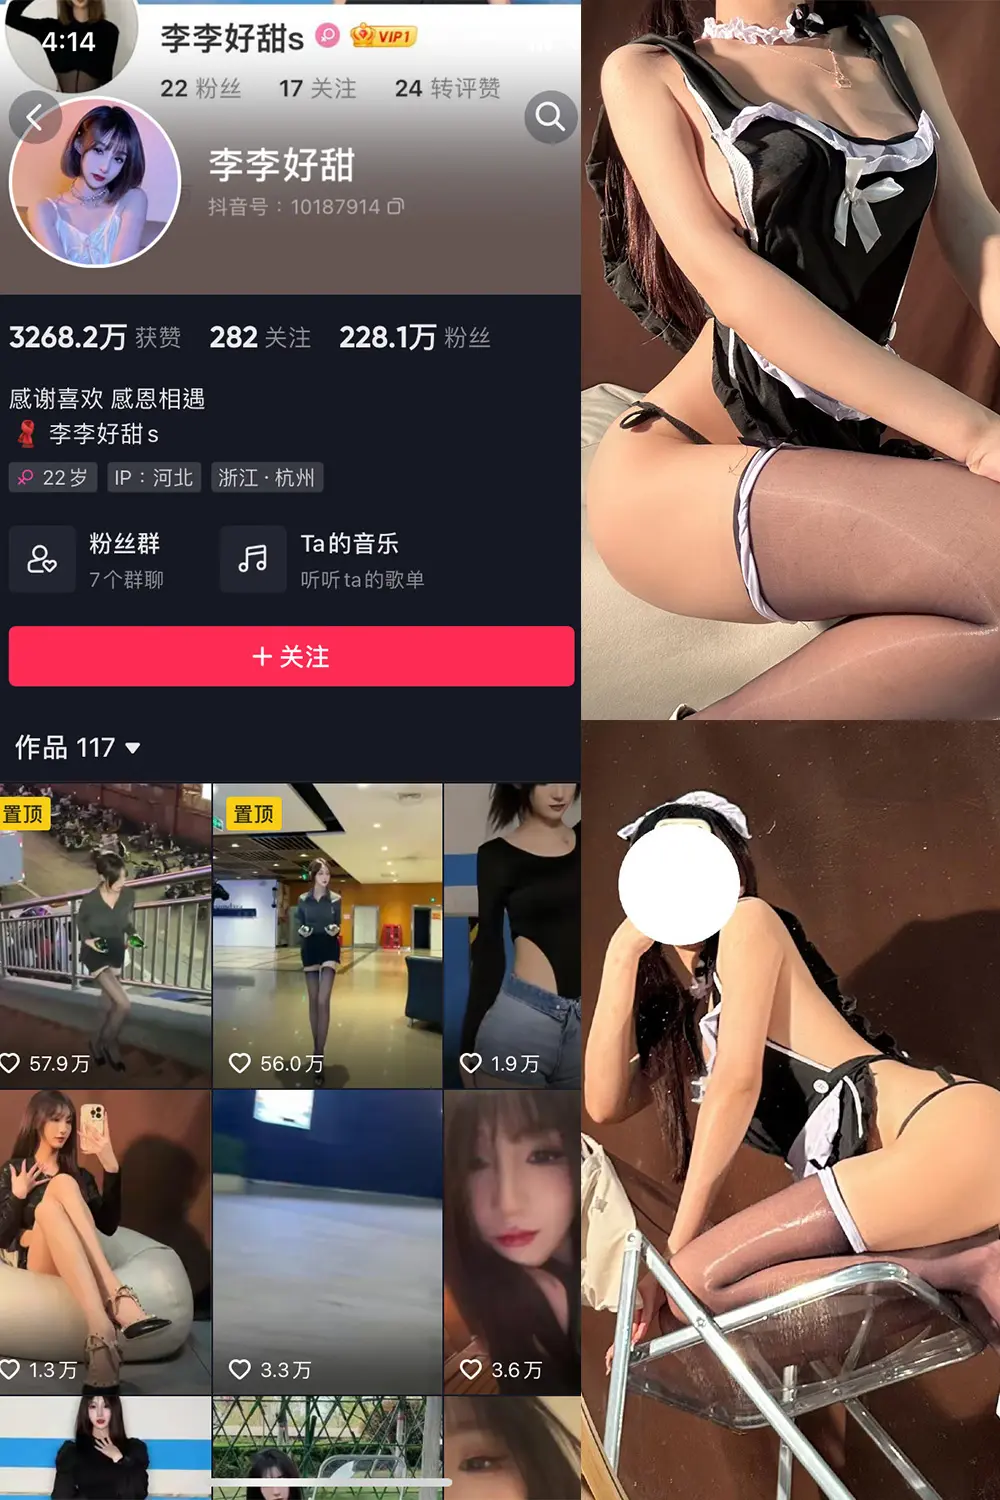 4:14
李李好甜s VIP1
22 粉丝 17 关注 24 转评赞
李李好甜
抖音号：10187914
3268.2万 获赞 282 关注 228.1万 粉丝
感谢喜欢 感恩相遇
李李好甜s
22岁 IP：河北 浙江·杭州
粉丝群 Ta的音乐
7个群聊 听听ta的歌单
+ 关注
作品 117
置顶 置顶
57.9万 56.0万 1.9万
1.3万 3.3万 3.6万